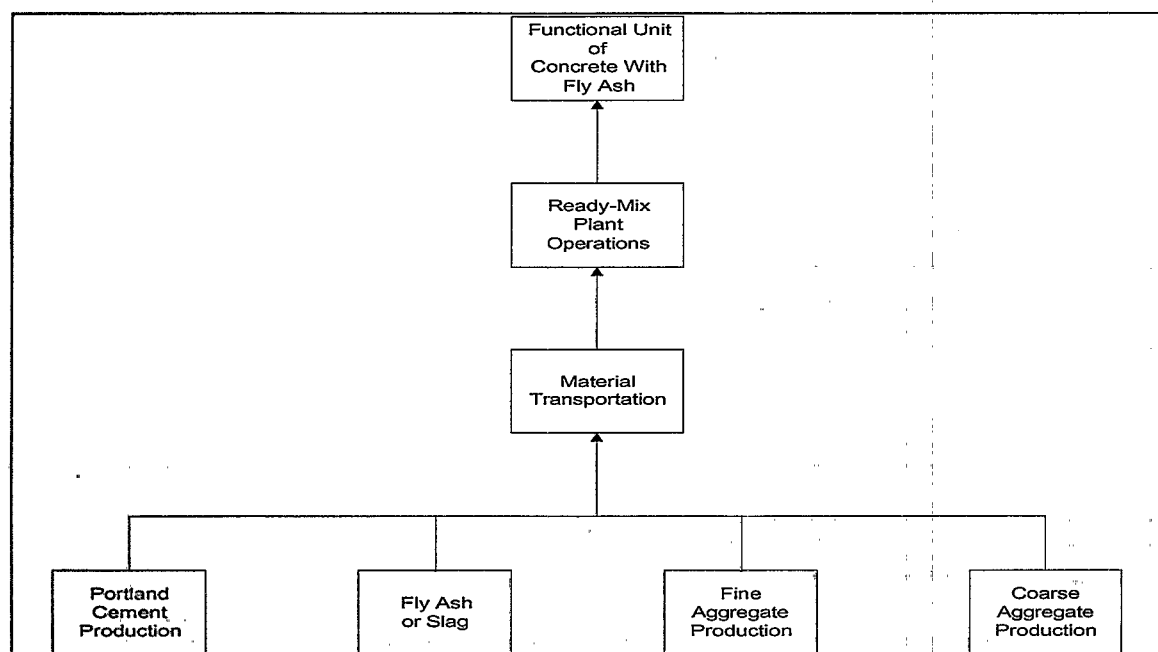 Functional Unit
of
Concrete With
Fly Ash
Ready-Mix
Plant
Operations
Material
Transportation
Portland
Cement
Production
Fly Ash
or Slag
Fine
Aggregate
Production
Coarse
Aggregate
Production